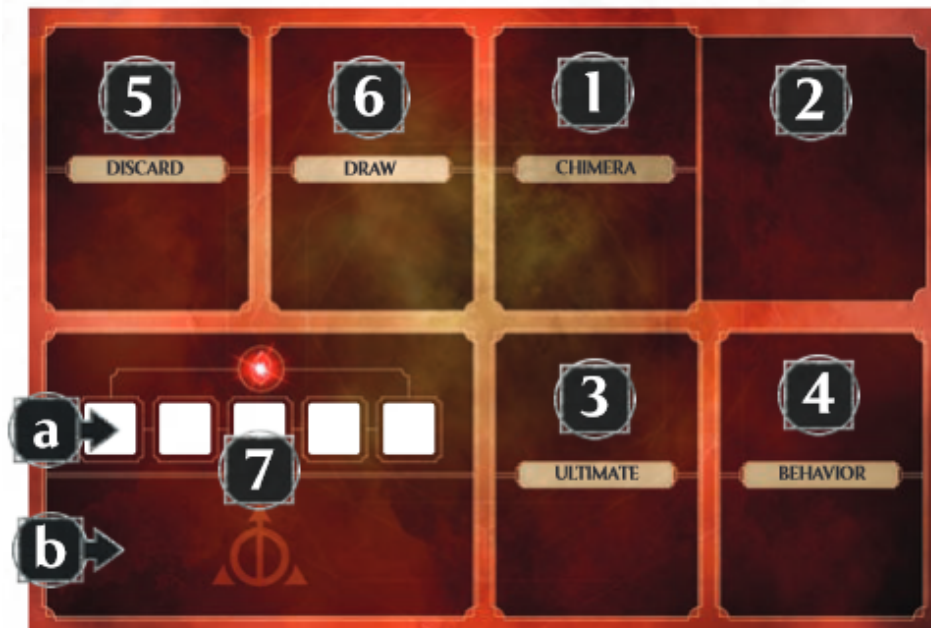 5 6 1 2
DISCARD DRAW CHIMERA
a 3 4
7 ULTIMATE BEHAVIOR
b